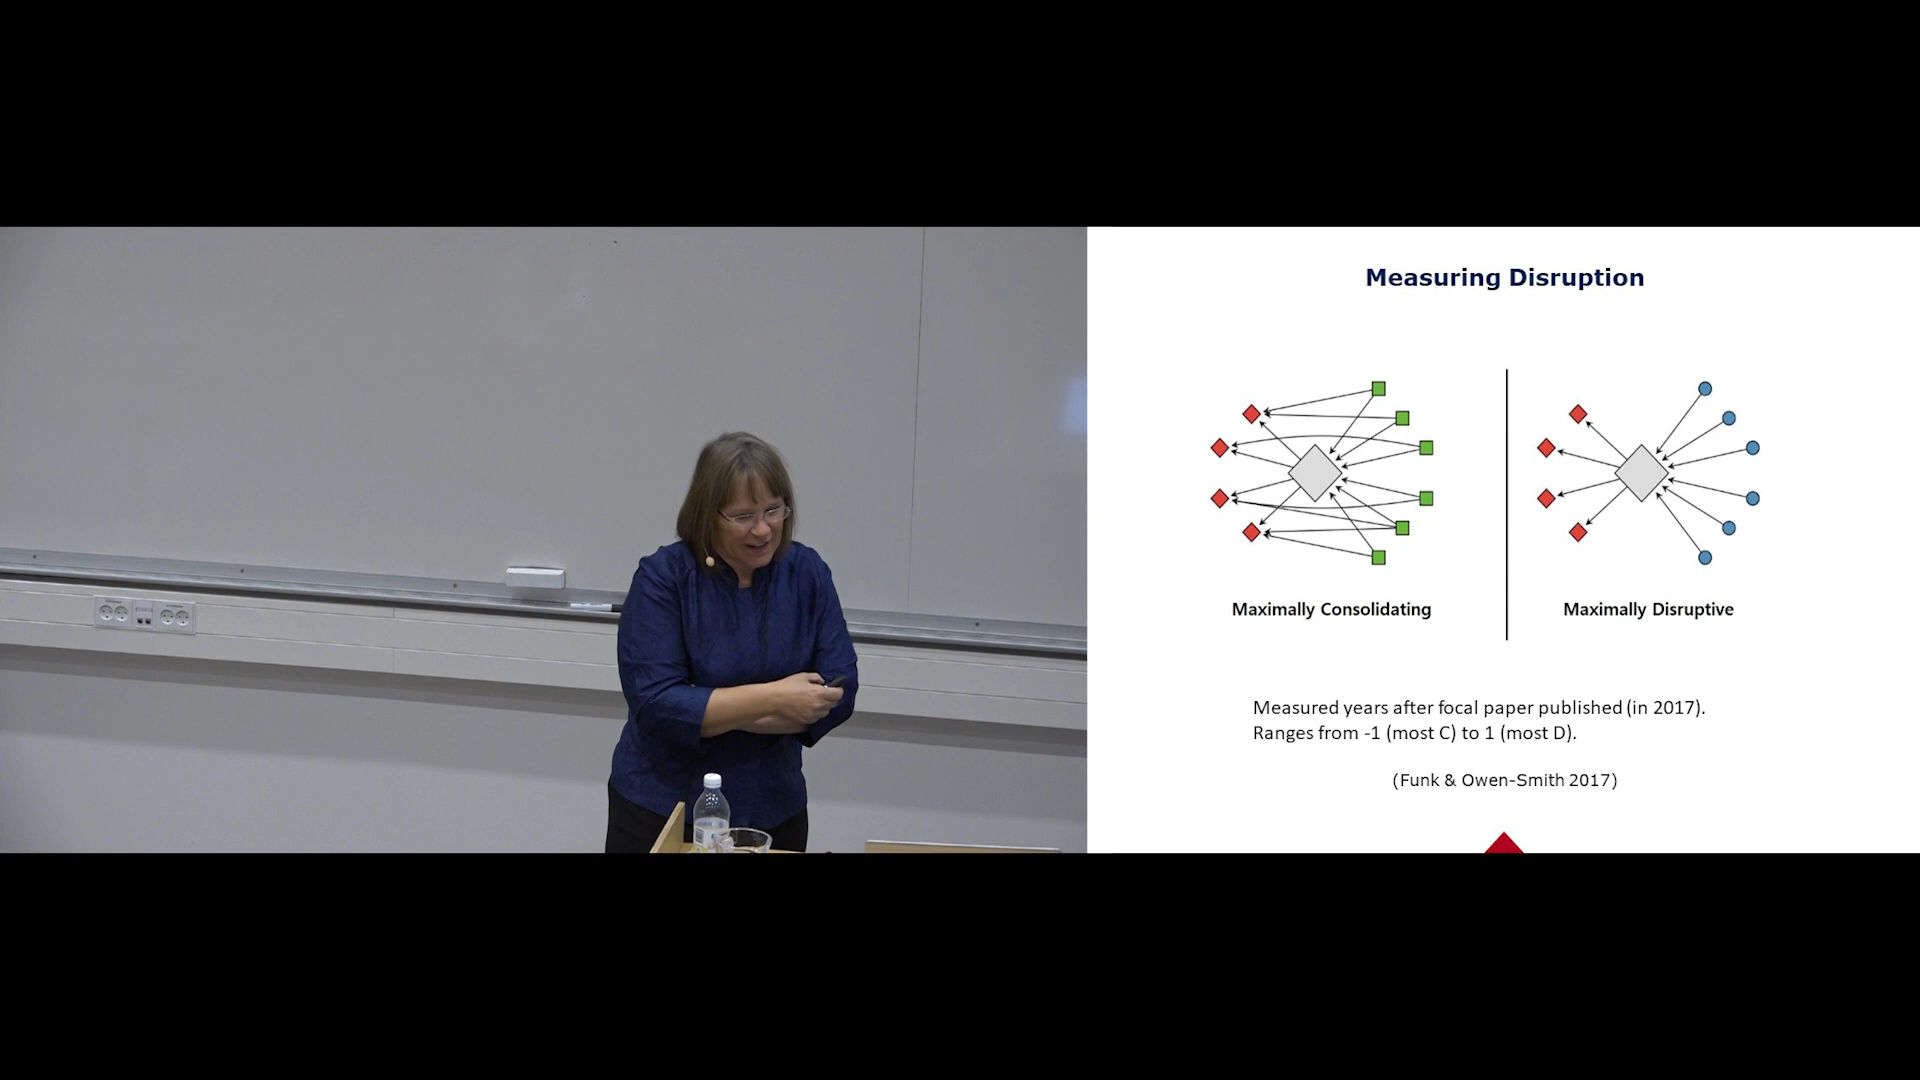 Measuring Disruption
Maximally Consolidating
Maximally Disruptive
Measured years after focal paper published (in 2017).
Ranges from -1 (most C) to 1 (most D).
(Funk & Owen-Smith 2017)